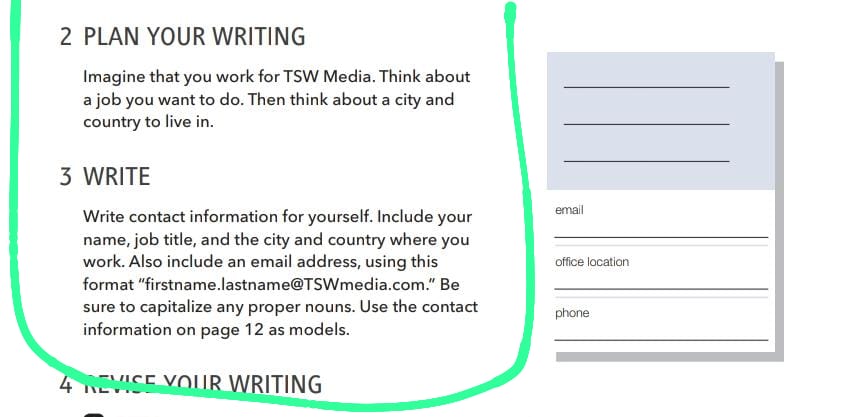 2 PLAN YOUR WRITING
Imagine that you work for TSW Media. Think about
a job you want to do. Then think about a city and
country to live in.
3 WRITE
Write contact information for yourself. Include your
name, job title, and the city and country where you
work. Also include an email address, using this
format “firstname.lastname@TSWmedia.com.” Be
sure to capitalize any proper nouns. Use the contact
information on page 12 as models.
4 REVISE YOUR WRITING
email
office location
phone